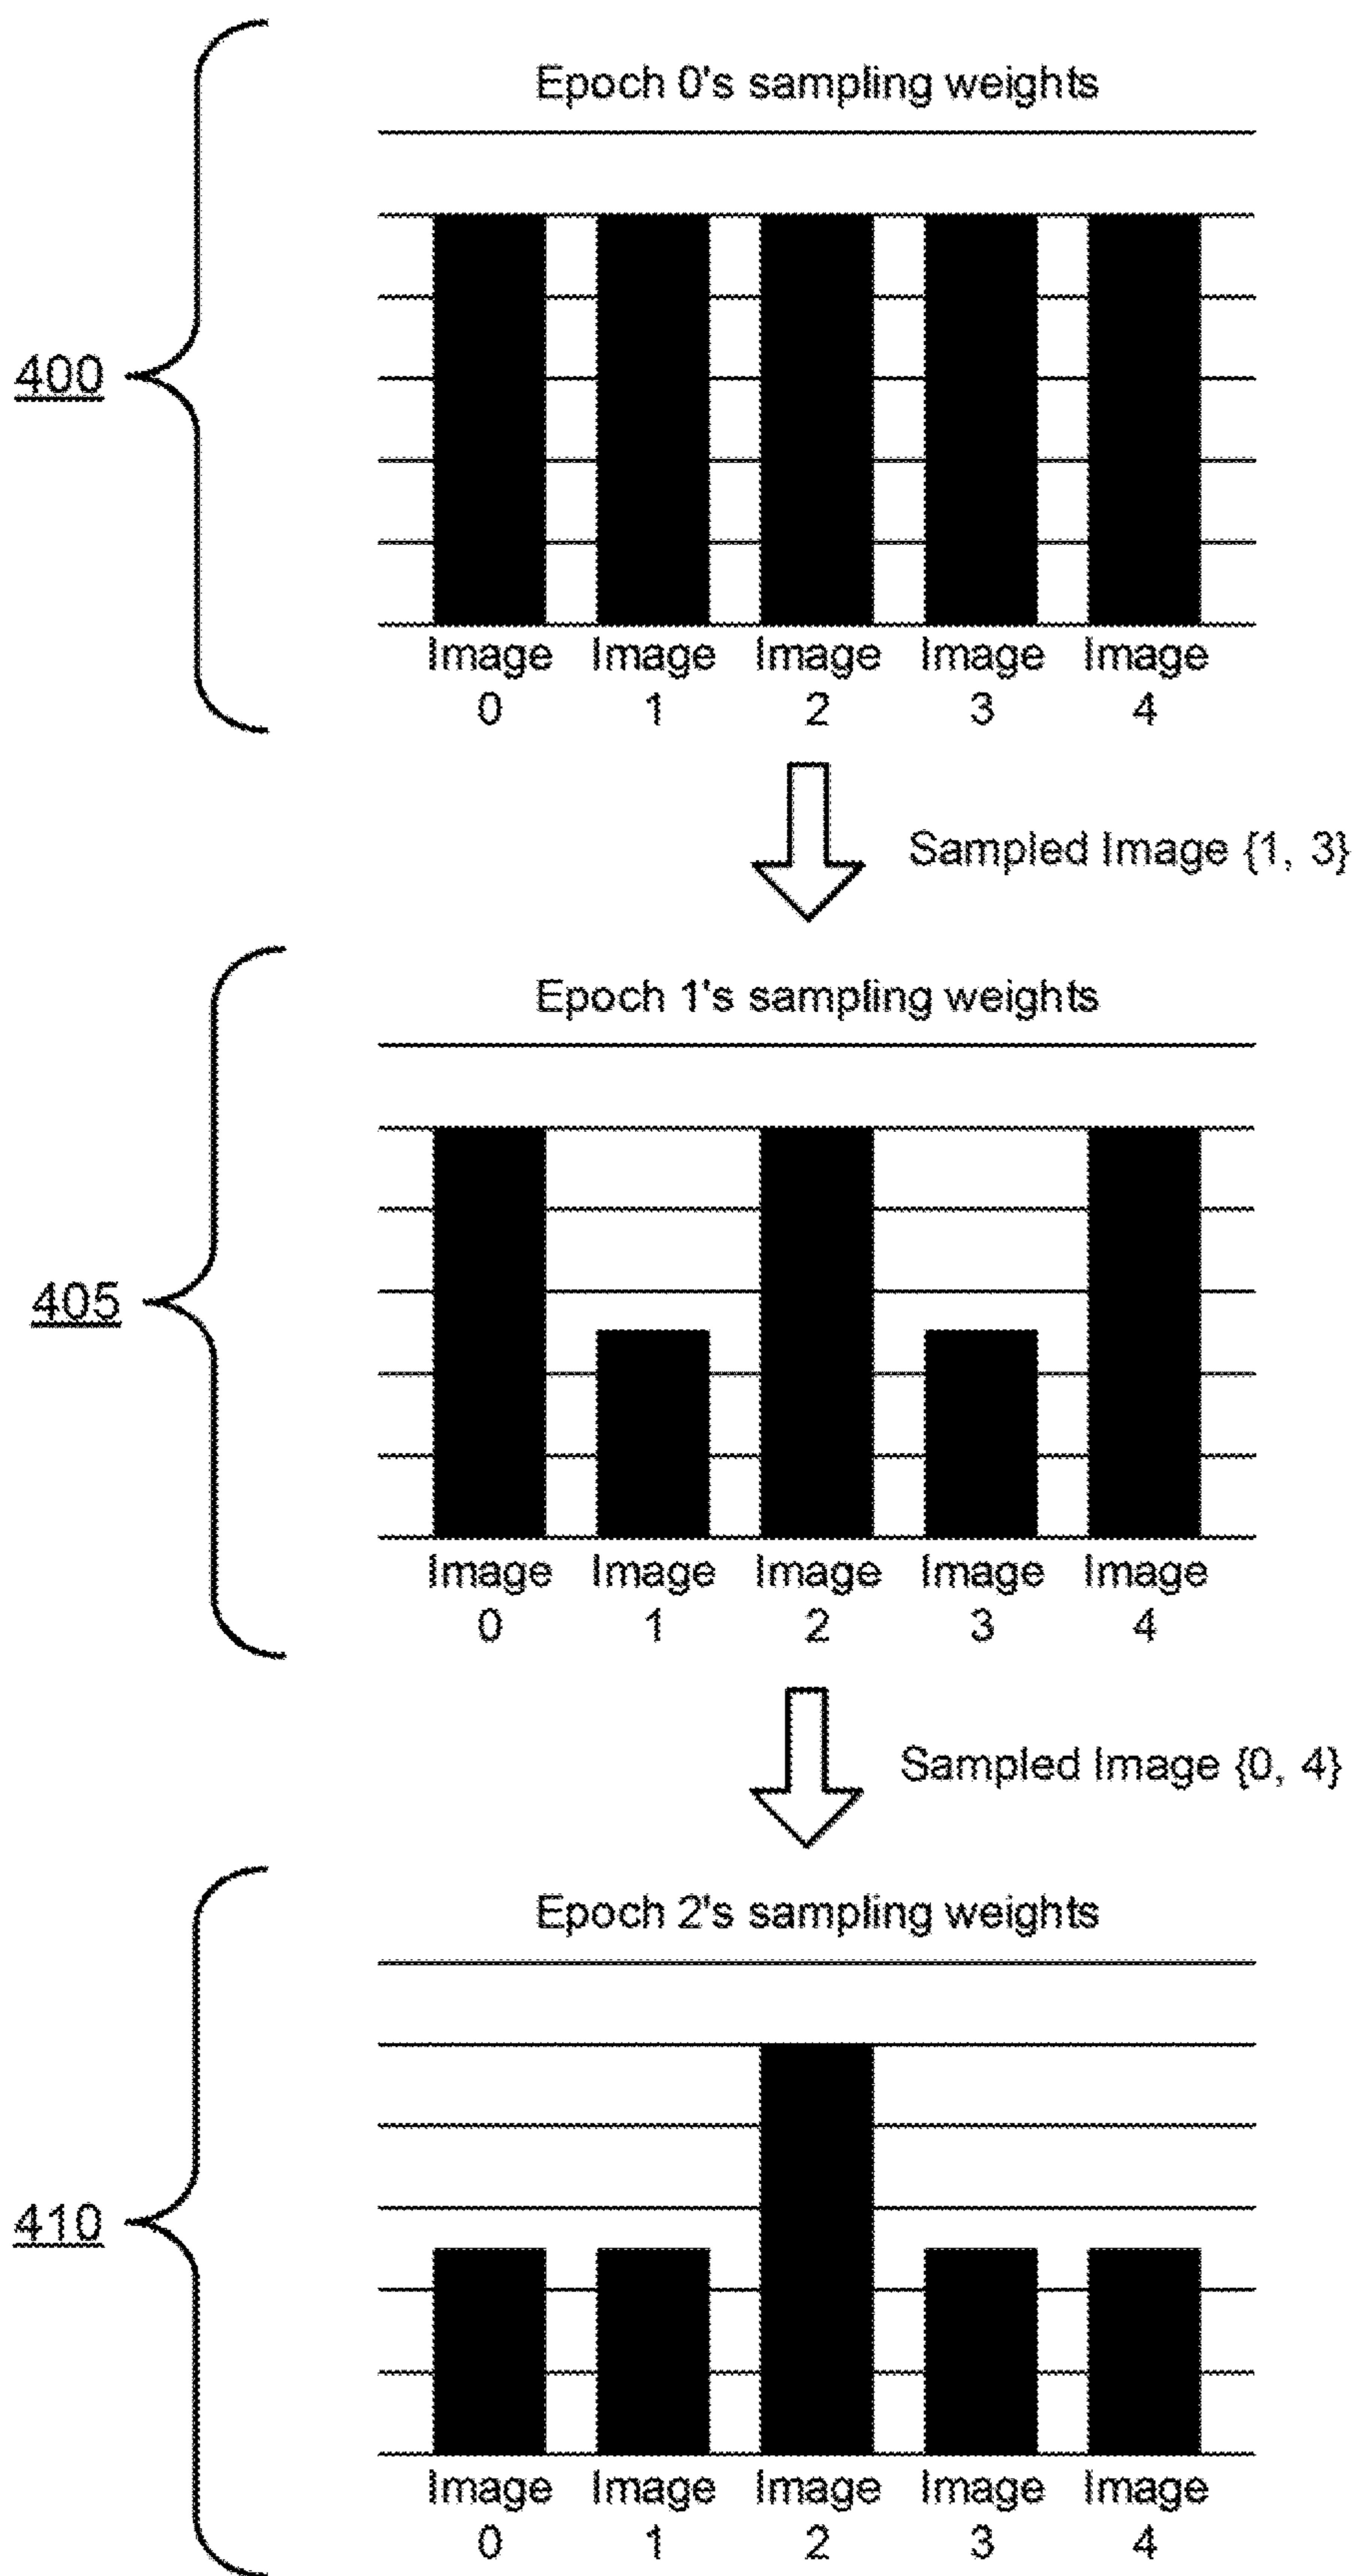 Epoch 0's sampling weights
400
Image Image Image Image Image
0 1 2 3 4
Sampled Image {1, 3}
Epoch 1's sampling weights
405
Image Image Image Image Image
0 1 2 3 4
Sampled Image {0, 4}
Epoch 2's sampling weights
410
Image Image Image Image Image
0 1 2 3 4